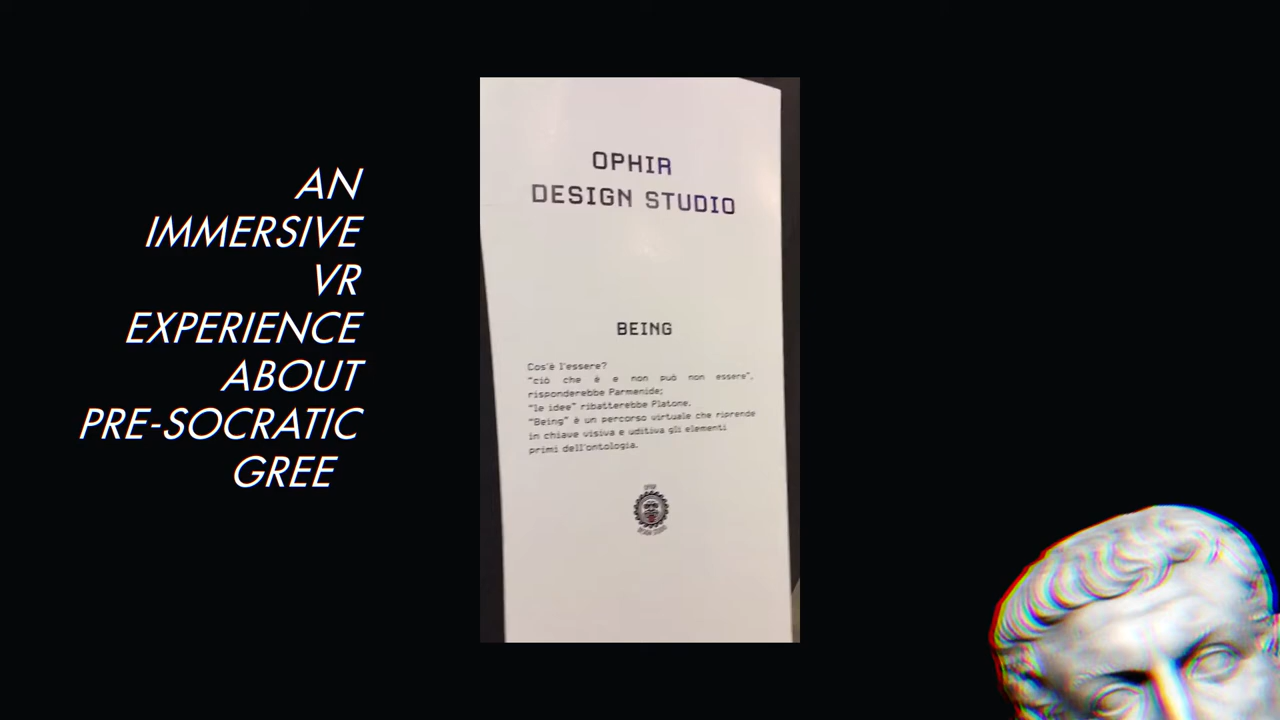 AN
IMMERSIVE
VR
EXPERIENCE
ABOUT
PRE-SOCRATIC
GREE
OPHIR
DESIGN STUDIO
BEING
Cos'è l'essere?
"ciò che è e non può non essere",
risponderebbe Parmenide;
"le idee" ribatterebbe Platone.
"Being" è un percorso virtuale che riprende
in chiave visiva e uditiva gli elementi
primi dell'ontologia.